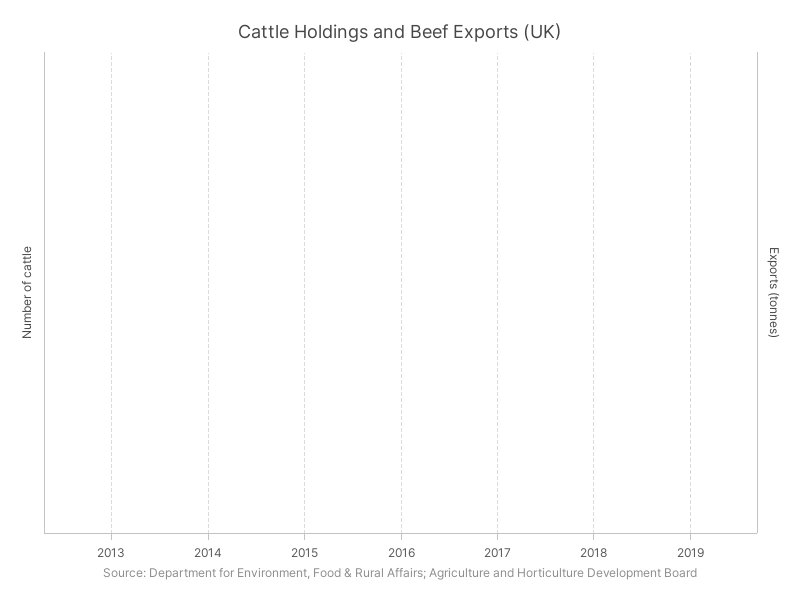 Cattle Holdings and Beef Exports (UK)
Number of cattle
Exports (tonnes)
2013 2014 2015 2016 2017 2018 2019
Source: Department for Environment, Food & Rural Affairs; Agriculture and Horticulture Development Board